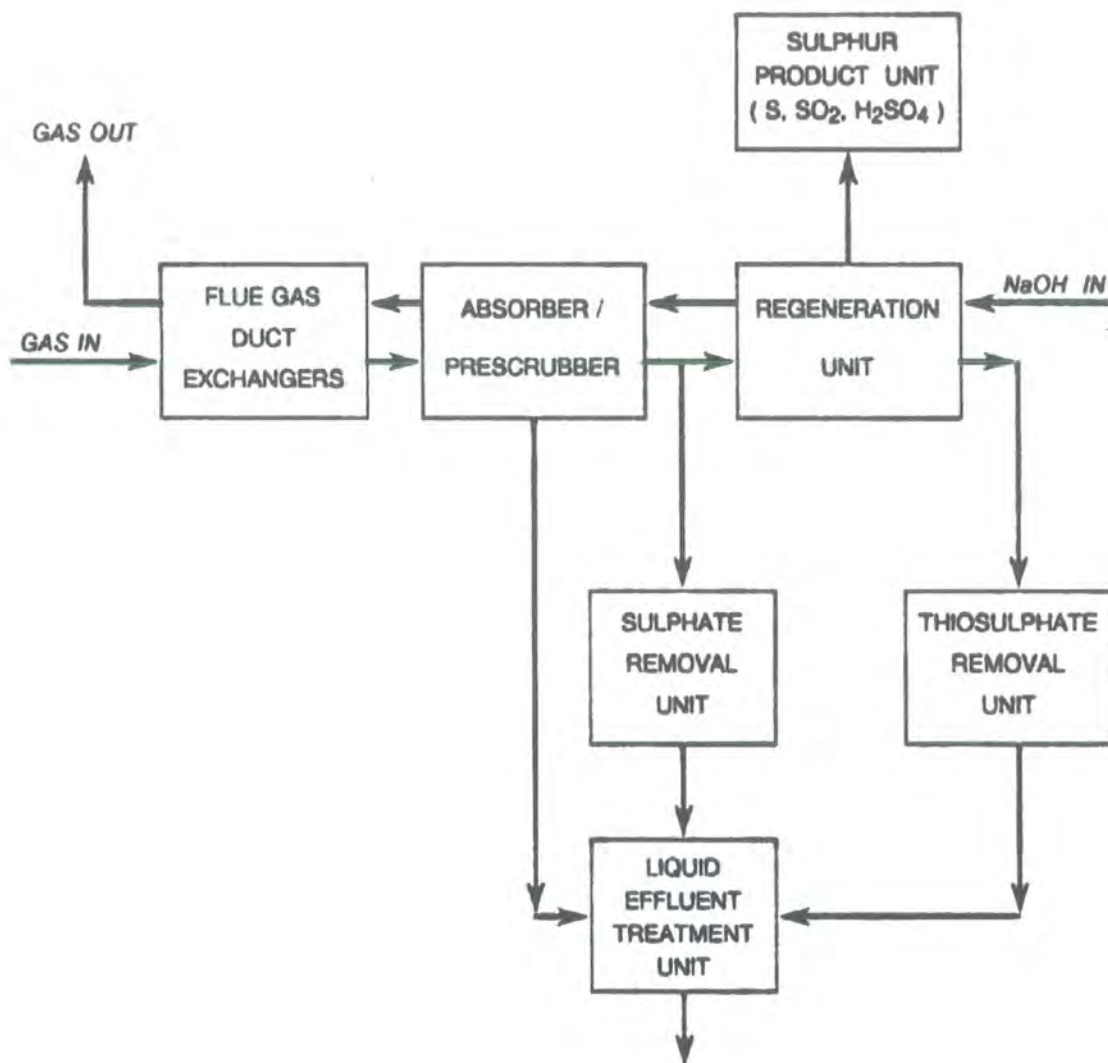 SULPHUR
PRODUCT UNIT
( S, SO₂, H₂SO₄ )
GAS OUT
GAS IN
FLUE GAS
DUCT
EXCHANGERS
ABSORBER /
PRESCRUBBER
REGENERATION
UNIT
NaOH IN
SULPHATE
REMOVAL
UNIT
THIOSULPHATE
REMOVAL
UNIT
LIQUID
EFFLUENT
TREATMENT
UNIT